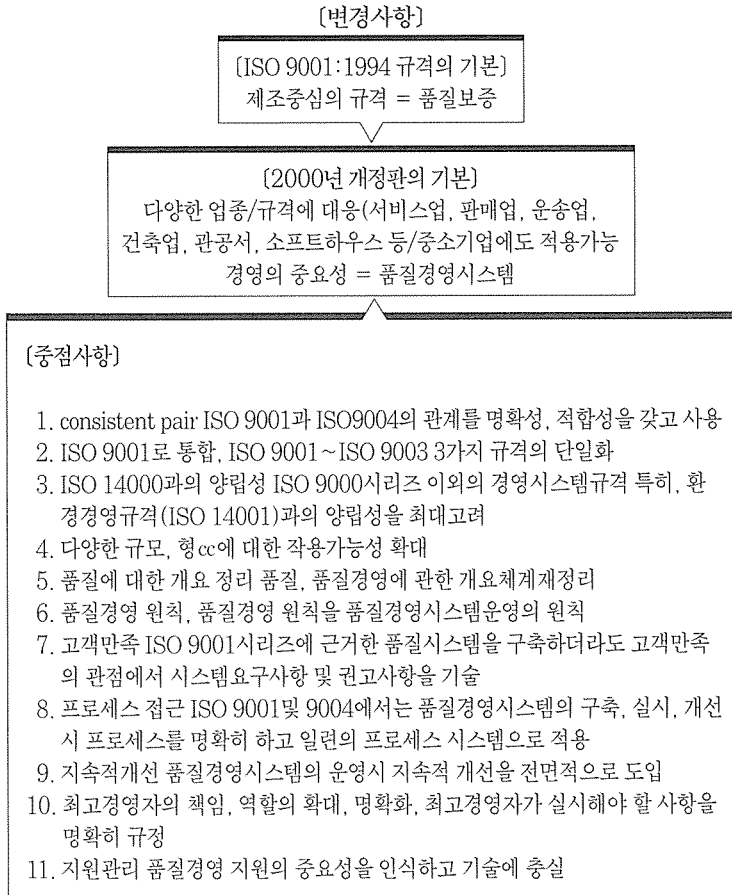 〔변경사항〕
〔ISO 9001:1994 규격의 기본〕
제조중심의 규격 = 품질보증
〔2000년 개정판의 기본〕
다양한 업종/규격에 대응(서비스업, 판매업, 운송업,
건축업, 관공서, 소프트하우스 등/중소기업에도 적용가능
경영의 중요성 = 품질경영시스템
〔중점사항〕
1. consistent pair ISO 9001과 ISO9004의 관계를 명확성, 적합성을 갖고 사용
2. ISO 9001로 통합, ISO 9001~ISO 9003 3가지 규격의 단일화
3. ISO 14000과의 양립성 ISO 9000시리즈 이외의 경영시스템규격 특히, 환
경경영규격(ISO 14001)과의 양립성을 최대고려
4. 다양한 규모, 형cc에 대한 작용가능성 확대
5. 품질에 대한 개요 정리 품질, 품질경영에 관한 개요체계재정리
6. 품질경영 원칙, 품질경영 원칙을 품질경영시스템운영의 원칙
7. 고객만족 ISO 9001시리즈에 근거한 품질시스템을 구축하더라도 고객만족
의 관점에서 시스템요구사항 및 권고사항을 기술
8. 프로세스 접근 ISO 9001및 9004에서는 품질경영시스템의 구축, 실시, 개선
시 프로세스를 명확히 하고 일련의 프로세스 시스템으로 적용
9. 지속적개선 품질경영시스템의 운영시 지속적 개선을 전면적으로 도입
10. 최고경영자의 책임, 역할의 확대, 명확화, 최고경영자가 실시해야 할 사항을
명확히 규정
11. 지원관리 품질경영 지원의 중요성을 인식하고 기술에 충실